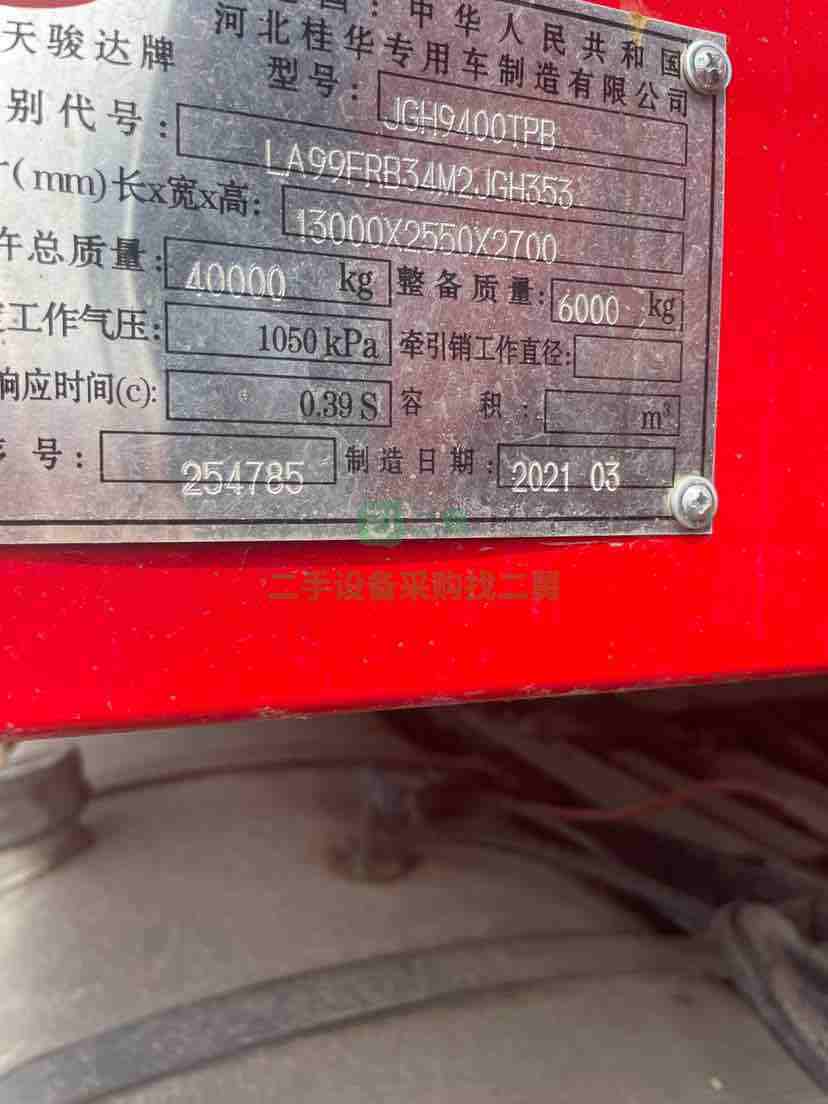 国：中华人民共和国
天骏达牌 河北桂华专用车制造有限公司
型号：JGH9400TPB
别代号：LA99FRB34M2JGH353
(mm)长x宽x高：13000X2550X2700
许总质量：40000 kg 整备质量：6000 kg
工作气压：1050 kPa 牵引销工作直径：
响应时间(c)：0.39 S 容积：m³
号：254785 制造日期：2021 03
二手设备采购找二剪